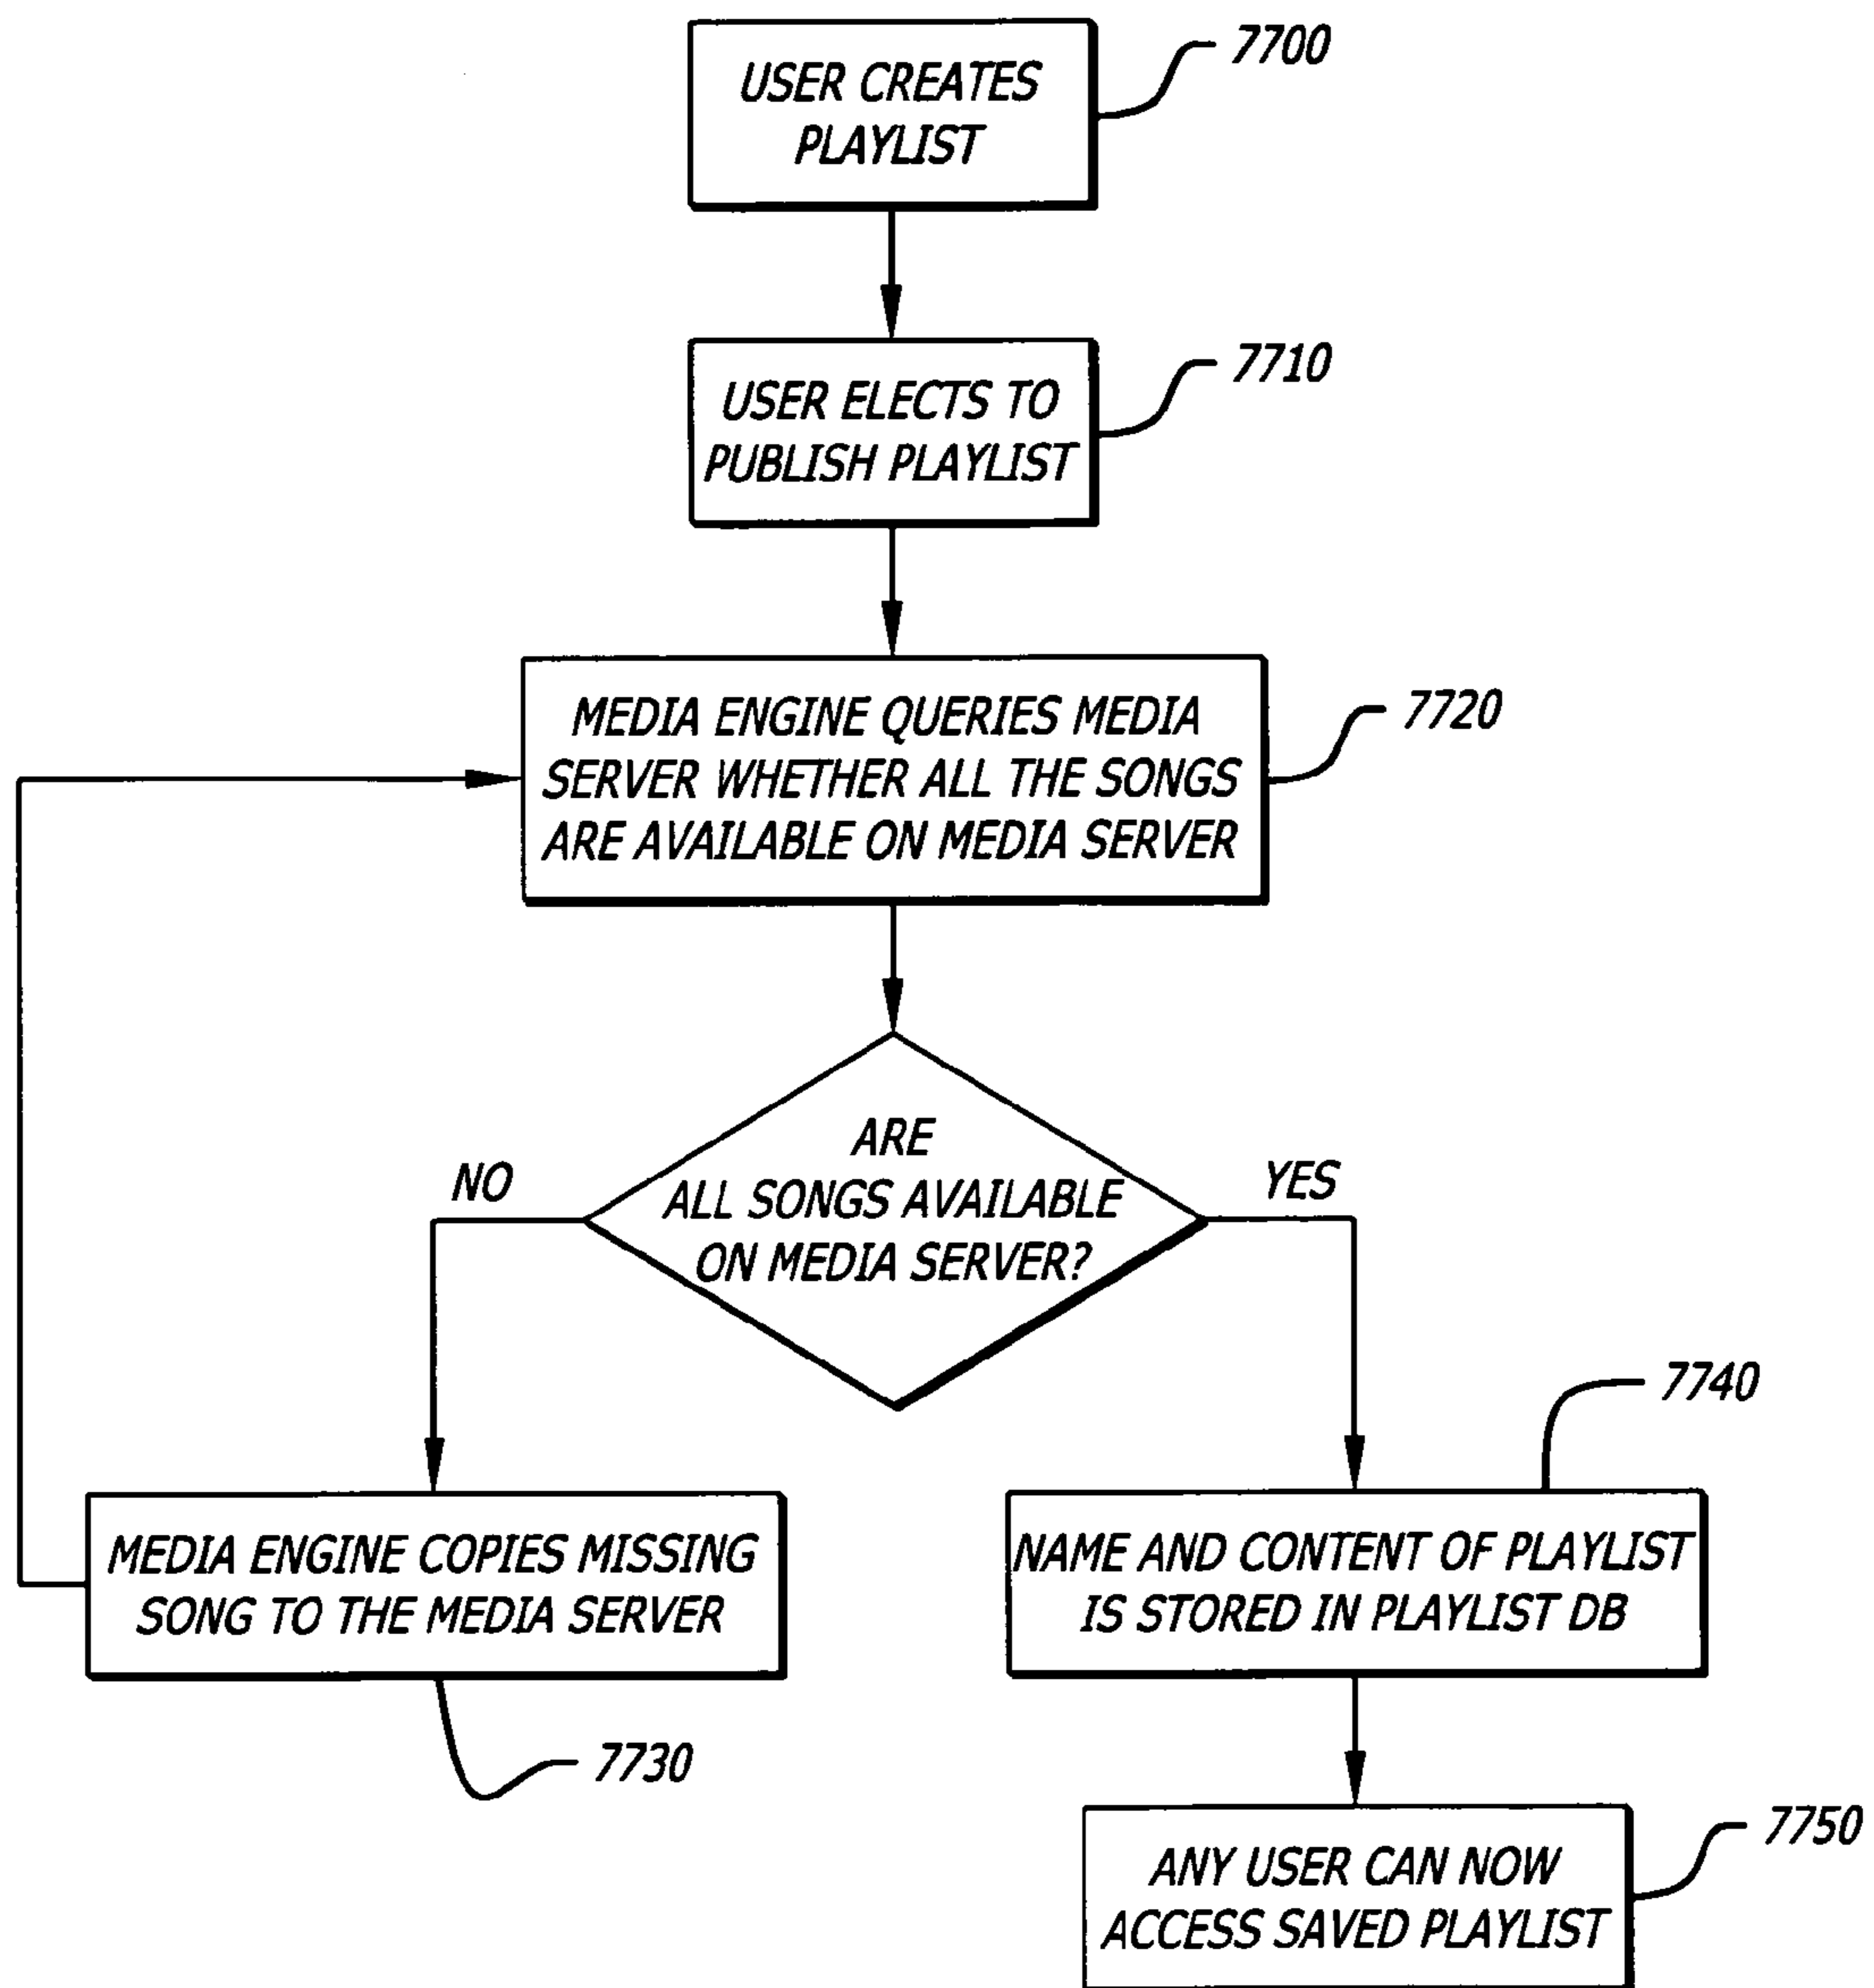 USER CREATES
PLAYLIST
7700
USER ELECTS TO
PUBLISH PLAYLIST
7710
MEDIA ENGINE QUERIES MEDIA
SERVER WHETHER ALL THE SONGS
ARE AVAILABLE ON MEDIA SERVER
7720
ARE
ALL SONGS AVAILABLE
ON MEDIA SERVER?
NO
YES
MEDIA ENGINE COPIES MISSING
SONG TO THE MEDIA SERVER
7730
7740
NAME AND CONTENT OF PLAYLIST
IS STORED IN PLAYLIST DB
ANY USER CAN NOW
ACCESS SAVED PLAYLIST
7750